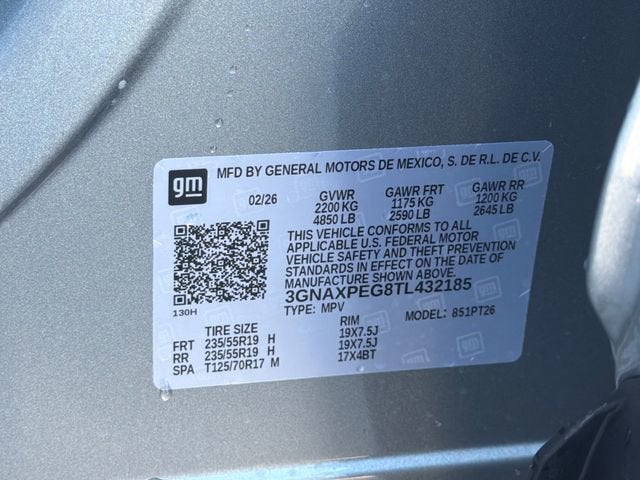 gm
MFD BY GENERAL MOTORS DE MEXICO, S. DE R.L. DE C.V.
02/26 GVWR GAWR FRT GAWR RR
2200 KG 1175 KG 1200 KG
4850 LB 2590 LB 2645 LB
THIS VEHICLE CONFORMS TO ALL
APPLICABLE U.S. FEDERAL MOTOR
VEHICLE SAFETY AND THEFT PREVENTION
STANDARDS IN EFFECT ON THE DATE OF
MANUFACTURE SHOWN ABOVE.
3GNAXPEG8TL432185
130H TYPE: MPV MODEL: 851PT26
TIRE SIZE RIM
FRT 235/55R19 H 19X7.5J
RR 235/55R19 H 19X7.5J
SPA T125/70R17 M 17X4BT